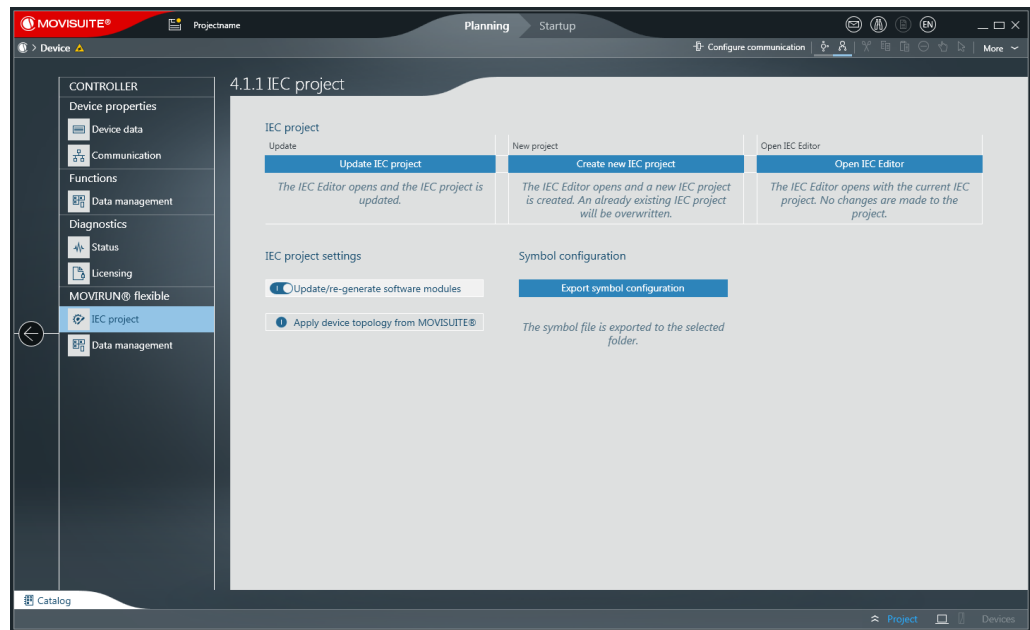 MOVISUITE®
Projectname
Planning
Startup
EN
> Device
Configure communication
More
CONTROLLER
Device properties
Device data
Communication
Functions
Data management
Diagnostics
Status
Licensing
MOVIRUN® flexible
IEC project
Data management
4.1.1 IEC project
IEC project
Update
New project
Open IEC Editor
Update IEC project
Create new IEC project
Open IEC Editor
The IEC Editor opens and the IEC project is
updated.
The IEC Editor opens and a new IEC project
is created. An already existing IEC project
will be overwritten.
The IEC Editor opens with the current IEC
project. No changes are made to the
project.
IEC project settings
Update/re-generate software modules
Apply device topology from MOVISUITE®
Symbol configuration
Export symbol configuration
The symbol file is exported to the selected
folder.
Catalog
Project
Devices